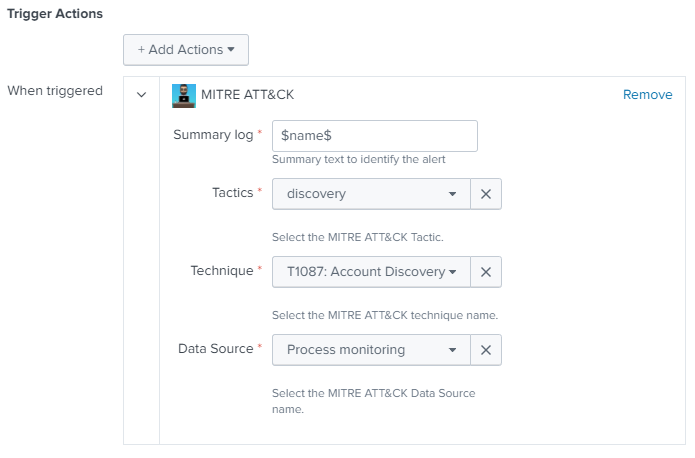 Trigger Actions
+ Add Actions
When triggered
MITRE ATT&CK
Remove
Summary log *
$name$
Summary text to identify the alert
Tactics *
discovery
Select the MITRE ATT&CK Tactic.
Technique *
T1087: Account Discovery
Select the MITRE ATT&CK technique name.
Data Source *
Process monitoring
Select the MITRE ATT&CK Data Source
name.